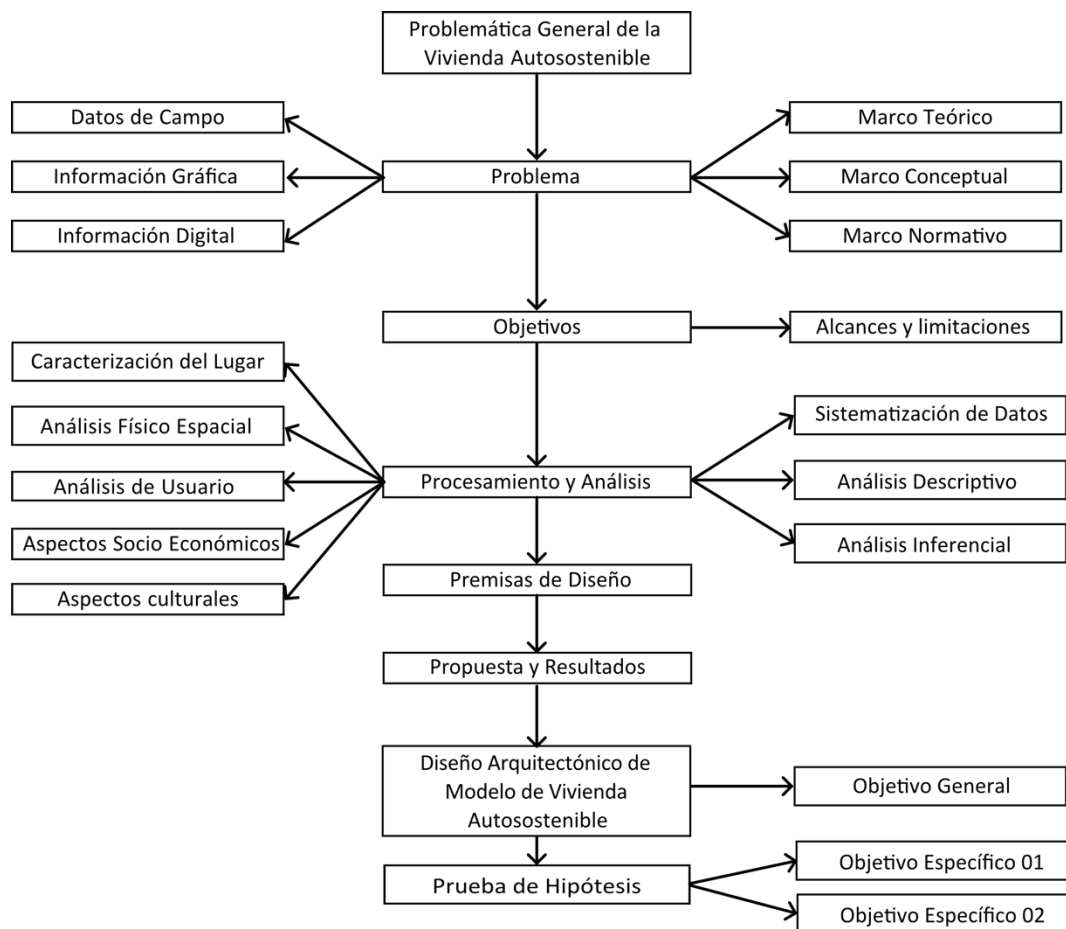 Problemática General de la
Vivienda Autosostenible
Datos de Campo
Marco Teórico
Información Gráfica
Problema
Marco Conceptual
Información Digital
Marco Normativo
Objetivos
Alcances y limitaciones
Caracterización del Lugar
Sistematización de Datos
Análisis Físico Espacial
Procesamiento y Análisis
Análisis Descriptivo
Análisis de Usuario
Aspectos Socio Económicos
Análisis Inferencial
Premisas de Diseño
Aspectos culturales
Propuesta y Resultados
Diseño Arquitectónico de
Modelo de Vivienda
Autosostenible
Objetivo General
Prueba de Hipótesis
Objetivo Específico 01
Objetivo Específico 02